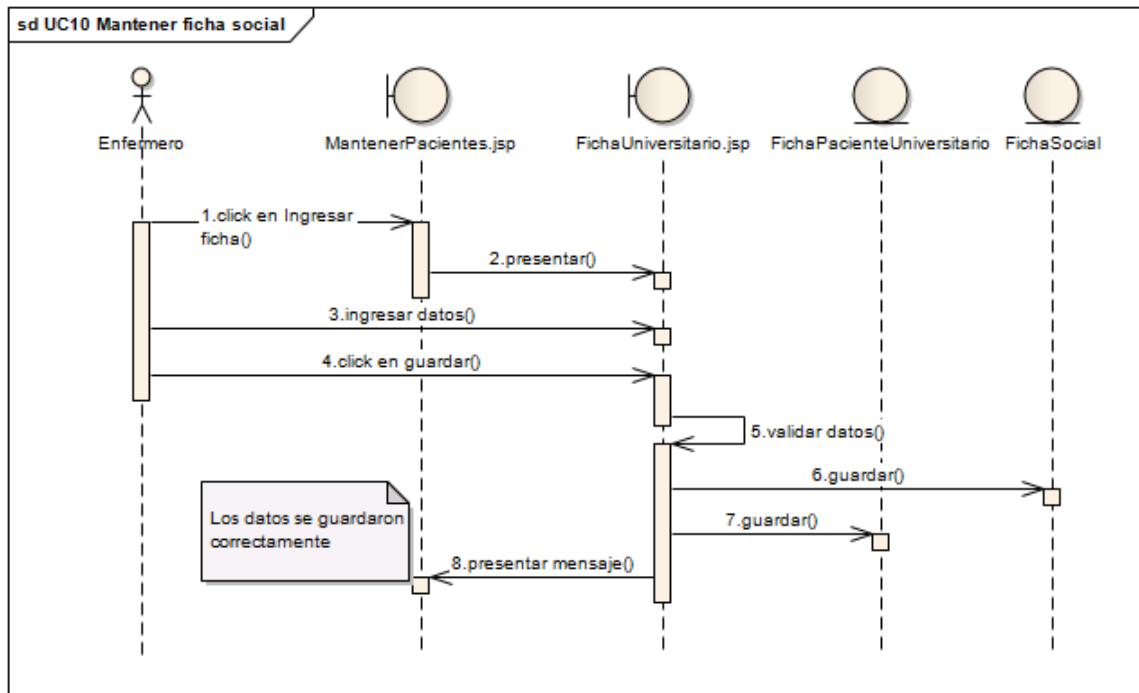 sd UC10 Mantener ficha social
Enfermero
MantenerPacientes.jsp
FichaUniversitario.jsp
FichaPacienteUniversitario
FichaSocial
1.click en Ingresar
ficha()
2.presentar()
3.ingresar datos()
4.click en guardar()
5.validar datos()
6.guardar()
7.guardar()
Los datos se guardaron
correctamente
8.presentar mensaje()